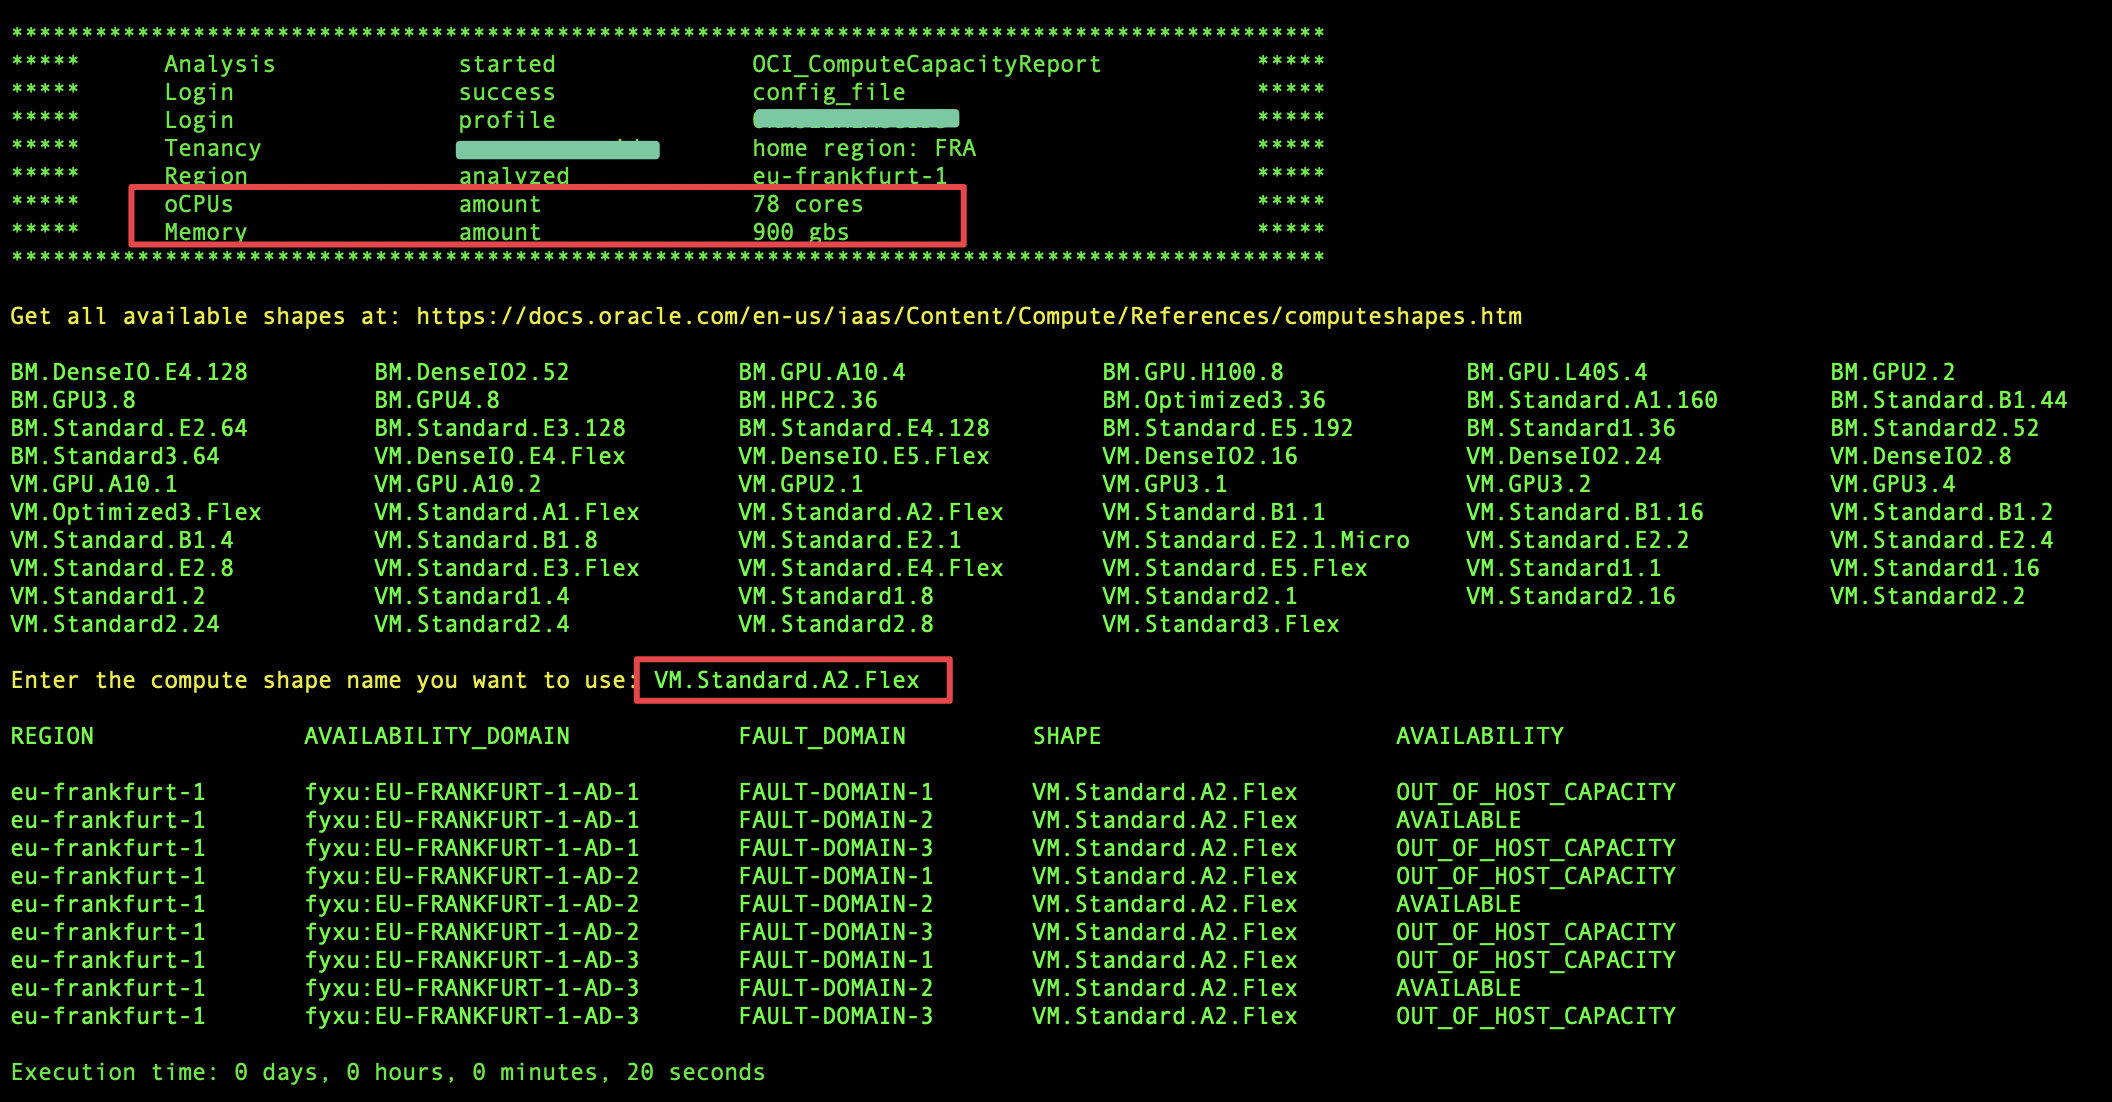 **********************************************************************************************
***** Analysis started OCI_ComputeCapacityReport *****
***** Login success config_file *****
***** Login profile *****
***** Tenancy home region: FRA *****
***** Region analyzed eu-frankfurt-1 *****
***** oCPUs amount 78 cores *****
***** Memory amount 900 gbs *****
**********************************************************************************************
Get all available shapes at: https://docs.oracle.com/en-us/iaas/Content/Compute/References/computeshapes.htm
BM.DenseIO.E4.128 BM.DenseIO2.52 BM.GPU.A10.4 BM.GPU.H100.8 BM.GPU.L40S.4 BM.GPU2.2
BM.GPU3.8 BM.GPU4.8 BM.HPC2.36 BM.Optimized3.36 BM.Standard.A1.160 BM.Standard.B1.44
BM.Standard.E2.64 BM.Standard.E3.128 BM.Standard.E4.128 BM.Standard.E5.192 BM.Standard1.36 BM.Standard2.52
BM.Standard3.64 VM.DenseIO.E4.Flex VM.DenseIO.E5.Flex VM.DenseIO2.16 VM.DenseIO2.24 VM.DenseIO2.8
VM.GPU.A10.1 VM.GPU.A10.2 VM.GPU2.1 VM.GPU3.1 VM.GPU3.2 VM.GPU3.4
VM.Optimized3.Flex VM.Standard.A1.Flex VM.Standard.A2.Flex VM.Standard.B1.1 VM.Standard.B1.16 VM.Standard.B1.2
VM.Standard.B1.4 VM.Standard.B1.8 VM.Standard.E2.1 VM.Standard.E2.1.Micro VM.Standard.E2.2 VM.Standard.E2.4
VM.Standard.E2.8 VM.Standard.E3.Flex VM.Standard.E4.Flex VM.Standard.E5.Flex VM.Standard1.1 VM.Standard1.16
VM.Standard1.2 VM.Standard1.4 VM.Standard1.8 VM.Standard2.1 VM.Standard2.16 VM.Standard2.2
VM.Standard2.24 VM.Standard2.4 VM.Standard2.8 VM.Standard3.Flex
Enter the compute shape name you want to use: VM.Standard.A2.Flex
REGION AVAILABILITY_DOMAIN FAULT_DOMAIN SHAPE AVAILABILITY
eu-frankfurt-1 fyxu:EU-FRANKFURT-1-AD-1 FAULT-DOMAIN-1 VM.Standard.A2.Flex OUT_OF_HOST_CAPACITY
eu-frankfurt-1 fyxu:EU-FRANKFURT-1-AD-1 FAULT-DOMAIN-2 VM.Standard.A2.Flex AVAILABLE
eu-frankfurt-1 fyxu:EU-FRANKFURT-1-AD-1 FAULT-DOMAIN-3 VM.Standard.A2.Flex OUT_OF_HOST_CAPACITY
eu-frankfurt-1 fyxu:EU-FRANKFURT-1-AD-2 FAULT-DOMAIN-1 VM.Standard.A2.Flex OUT_OF_HOST_CAPACITY
eu-frankfurt-1 fyxu:EU-FRANKFURT-1-AD-2 FAULT-DOMAIN-2 VM.Standard.A2.Flex AVAILABLE
eu-frankfurt-1 fyxu:EU-FRANKFURT-1-AD-2 FAULT-DOMAIN-3 VM.Standard.A2.Flex OUT_OF_HOST_CAPACITY
eu-frankfurt-1 fyxu:EU-FRANKFURT-1-AD-3 FAULT-DOMAIN-1 VM.Standard.A2.Flex OUT_OF_HOST_CAPACITY
eu-frankfurt-1 fyxu:EU-FRANKFURT-1-AD-3 FAULT-DOMAIN-2 VM.Standard.A2.Flex AVAILABLE
eu-frankfurt-1 fyxu:EU-FRANKFURT-1-AD-3 FAULT-DOMAIN-3 VM.Standard.A2.Flex OUT_OF_HOST_CAPACITY
Execution time: 0 days, 0 hours, 0 minutes, 20 seconds